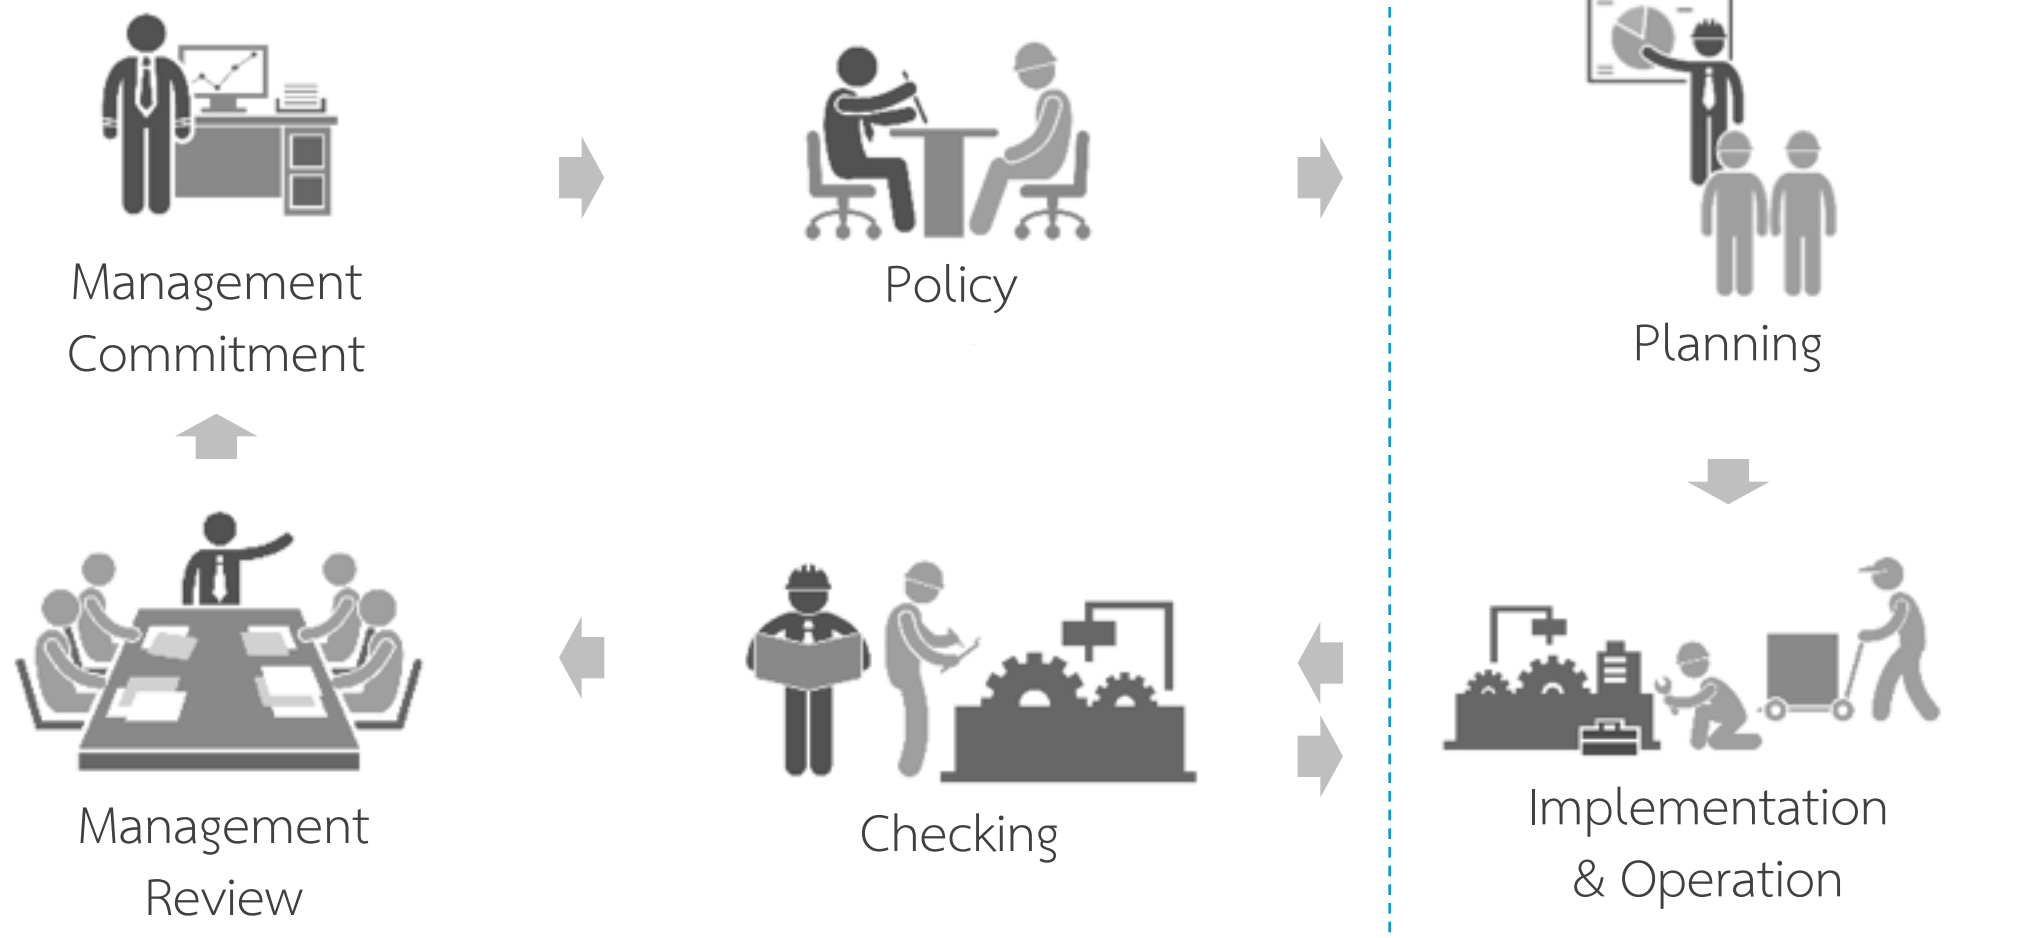 Management
Commitment
Policy
Planning
Management
Review
Checking
Implementation
& Operation